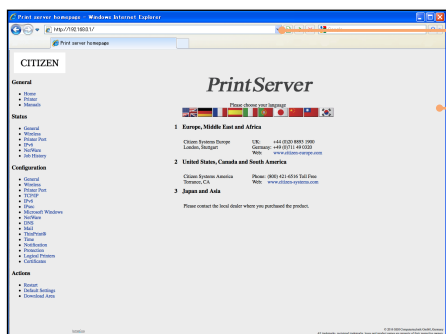 Print server homepage - Windows Internet Explorer
http://192.168.0.1/
Print server homepage
CITIZEN
General
Home
Printer
Manuals
Status
General
Wireless
Printer Port
IPv6
NetWare
Job History
Configuration
General
Wireless
Printer Port
TCP/IP
IPv6
IPsec
Microsoft Windows
NetWare
DNS
Mail
ThinPrint®
Time
Notification
Protection
Logical Printers
Certificates
Actions
Restart
Default Settings
Download Area
PrintServer
Please choose your language
1 Europe, Middle East and Africa
Citizen Systems Europe UK: +44 (0)20 8893 1900
London, Stuttgart Germany: +49 (0)711 49 0320
Web: www.citizen-europe.com
2 United States, Canada and South America
Citizen Systems America Phone: (800) 421-6516 Toll Free
Torrance, CA Web: www.citizen-systems.com
3 Japan and Asia
Please contact the local dealer where you purchased the product.